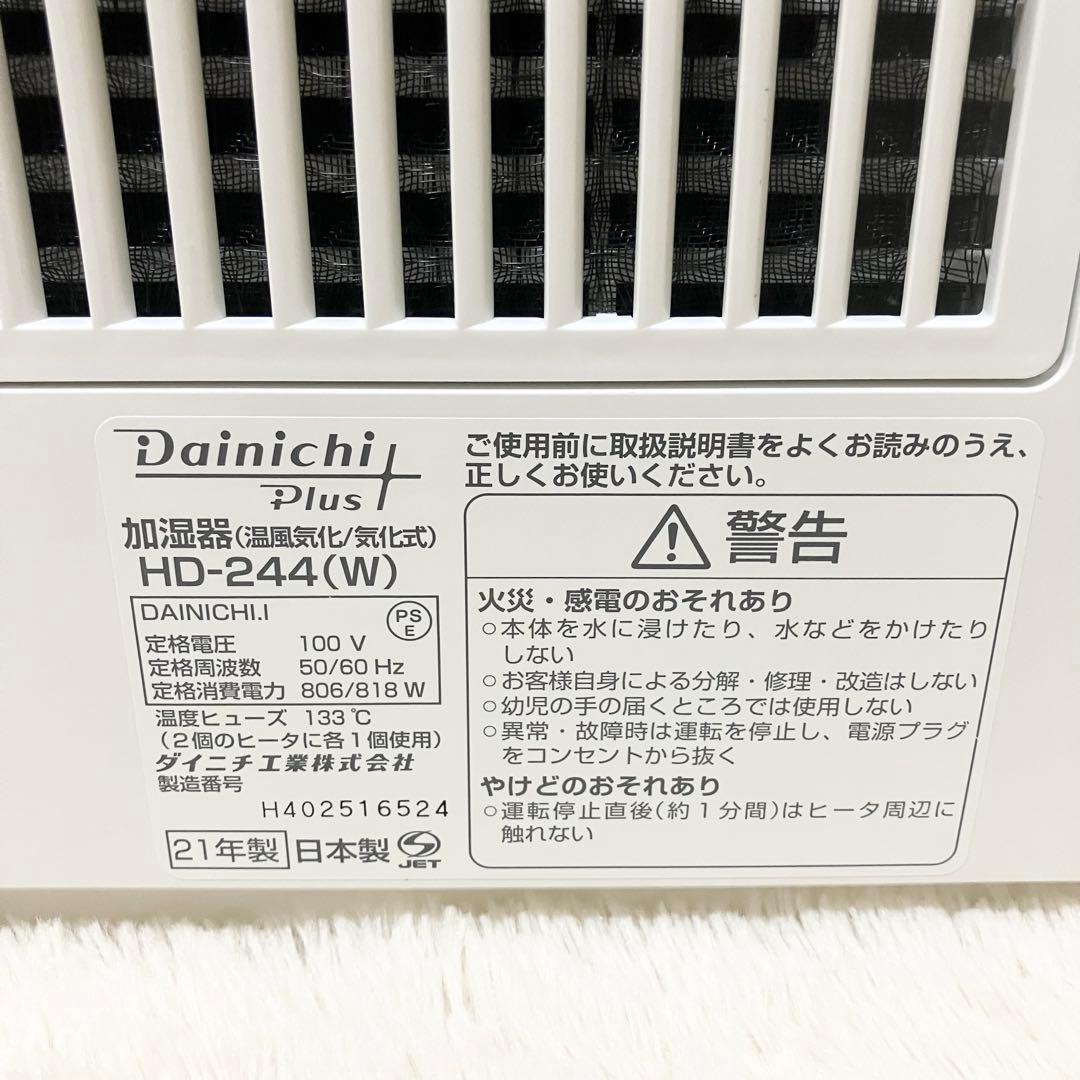 Dainichi
Plus
加湿器(温風気化/気化式)
HD-244(W)
DAINICHI.I
PS
E
定格電圧 100 V
定格周波数 50/60 Hz
定格消費電力 806/818 W
温度ヒューズ 133℃
(2個のヒータに各1個使用)
ダイニチ工業株式会社
製造番号
H402516524
21年製 日本製 JET
ご使用前に取扱説明書をよくお読みのうえ、
正しくお使いください。
警告
火災・感電のおそれあり
○本体を水に浸けたり、水などをかけたり
しない
○お客様自身による分解・修理・改造はしない
○幼児の手の届くところでは使用しない
○異常・故障時は運転を停止し、電源プラグ
をコンセントから抜く
やけどのおそれあり
○運転停止直後(約1分間)はヒータ周辺に
触れない